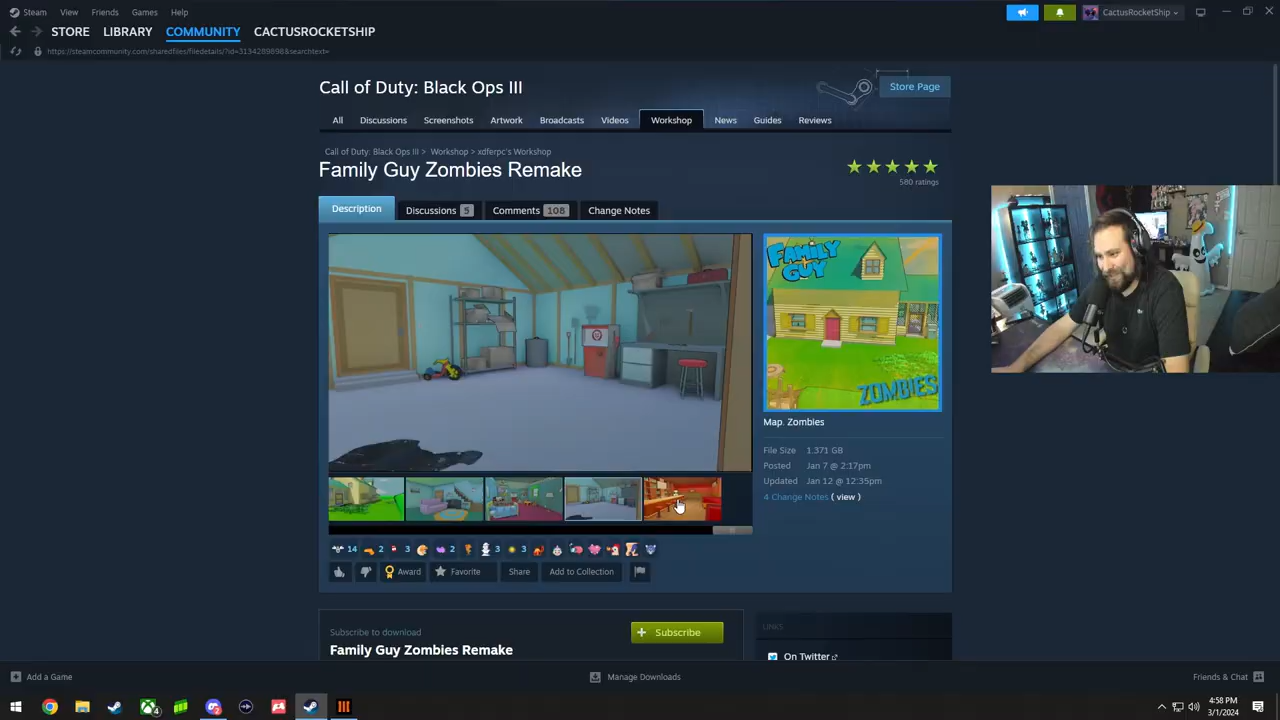 Steam View Friends Games Help
CACTUSROCKETSHIP
STORE LIBRARY COMMUNITY CACTUSROCKETSHIP
Call of Duty: Black Ops III
Store Page
All Discussions Screenshots Artwork Broadcasts Videos Workshop News Guides Reviews
Call of Duty: Black Ops III > Workshop > xdferpc's Workshop
Family Guy Zombies Remake
580 ratings
Description Discussions 5 Comments 108 Change Notes
FAMILY GUY
ZOMBIES
Map, Zombies
File Size 1.371 GB
Posted Jan 7 @ 2:17pm
Updated Jan 12 @ 12:35pm
4 Change Notes ( view )
14 2 3 2 3 3
Award Favorite Share Add to Collection
Subscribe to download
Family Guy Zombies Remake
Subscribe
LINKS
On Twitter
Add a Game Manage Downloads Friends & Chat
4:58 PM
3/1/2024